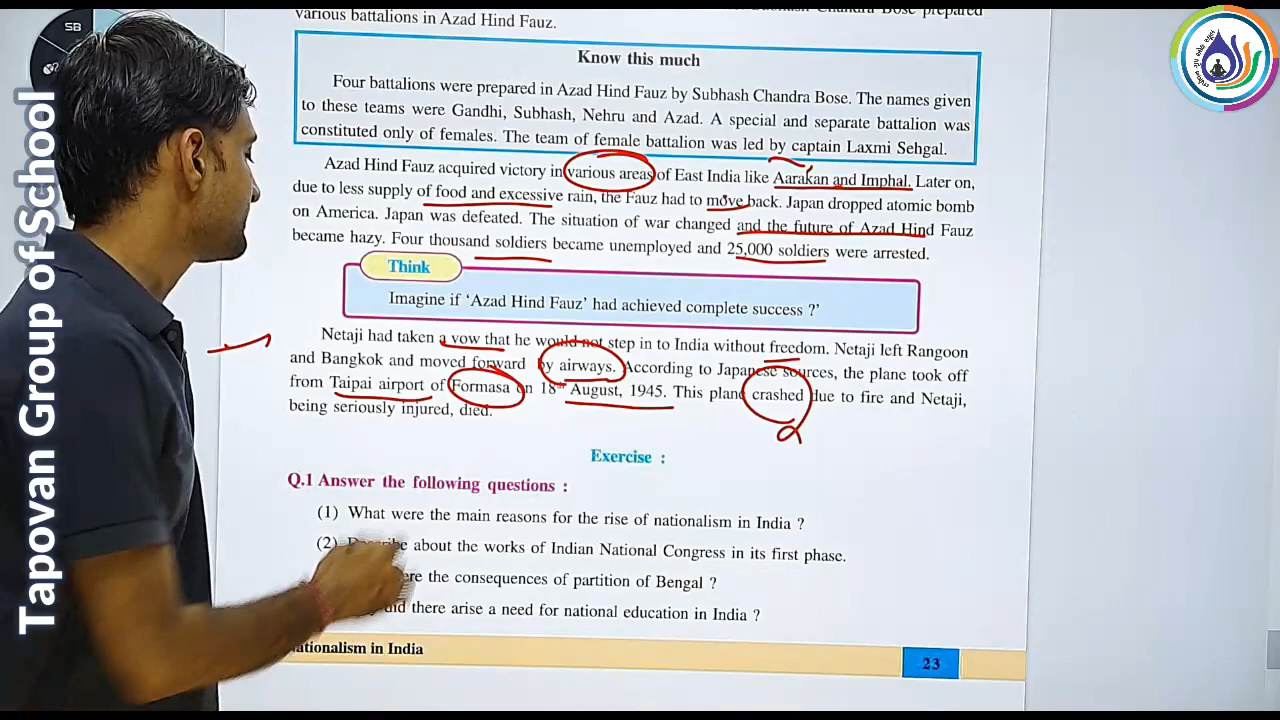 Subhash Chandra Bose prepared
various battalions in Azad Hind Fauz.
SB
Know this much
Four battalions were prepared in Azad Hind Fauz by Subhash Chandra Bose. The names given
to these teams were Gandhi, Subhash, Nehru and Azad. A special and separate battalion was
constituted only of females. The team of female battalion was led by captain Laxmi Sehgal.
Azad Hind Fauz acquired victory in various areas of East India like Aarakan and Imphal. Later on,
due to less supply of food and excessive rain, the Fauz had to move back. Japan dropped atomic bomb
on America. Japan was defeated. The situation of war changed and the future of Azad Hind Fauz
became hazy. Four thousand soldiers became unemployed and 25,000 soldiers were arrested.
Think
Imagine if 'Azad Hind Fauz' had achieved complete success ?'
Netaji had taken a vow that he would not step in to India without freedom. Netaji left Rangoon
and Bangkok and moved forward by airways. According to Japanese sources, the plane took off
from Taipai airport of Formasa on 18th August, 1945. This plane crashed due to fire and Netaji,
being seriously injured, died.
Exercise :
Q.1 Answer the following questions :
(1) What were the main reasons for the rise of nationalism in India ?
(2) Describe about the works of Indian National Congress in its first phase.
the consequences of partition of Bengal ?
did there arise a need for national education in India ?
Nationalism in India
23
Tapovan Group of School